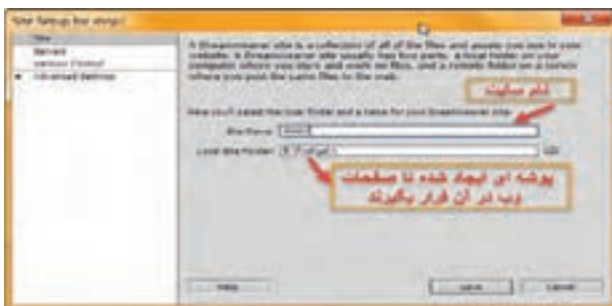 Site Setup for
Site
Servers
Version Control
Advanced Settings
A Dreamweaver site is a collection of all of the files and assets you use in your
website. A Dreamweaver site usually has two parts: a local folder on your
computer where you store and work on files, and a remote folder on a server
where you post the same files to the web.
نام سایت
Here you'll select the local folder and a name for your Dreamweaver site.
Site Name:
Local Site Folder:
پوشه ای ایجاد شده تا صفحات
وب در آن قرار بگیرند
Help
Save
Cancel